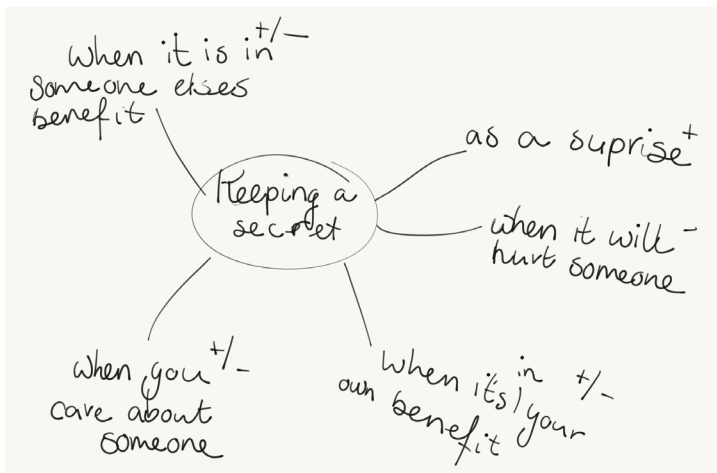 when it is in +/-
someone elses
benefit
as a suprise +
Keeping a
secret
when it will -
hurt someone
when you +/-
care about
someone
when its in your +/-
own benefit